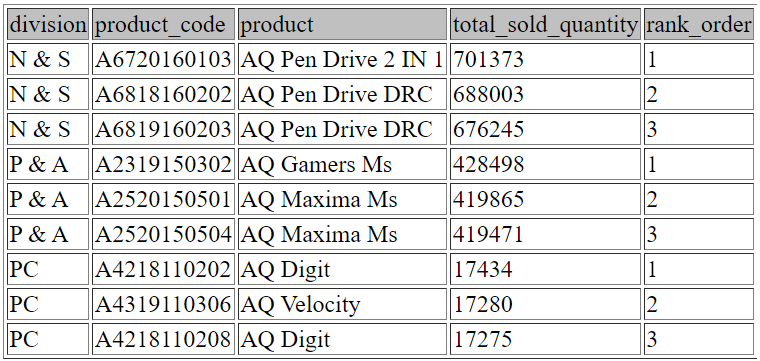 division product_code product total_sold_quantity rank_order
N & S A6720160103 AQ Pen Drive 2 IN 1 701373 1
N & S A6818160202 AQ Pen Drive DRC 688003 2
N & S A6819160203 AQ Pen Drive DRC 676245 3
P & A A2319150302 AQ Gamers Ms 428498 1
P & A A2520150501 AQ Maxima Ms 419865 2
P & A A2520150504 AQ Maxima Ms 419471 3
PC A4218110202 AQ Digit 17434 1
PC A4319110306 AQ Velocity 17280 2
PC A4218110208 AQ Digit 17275 3